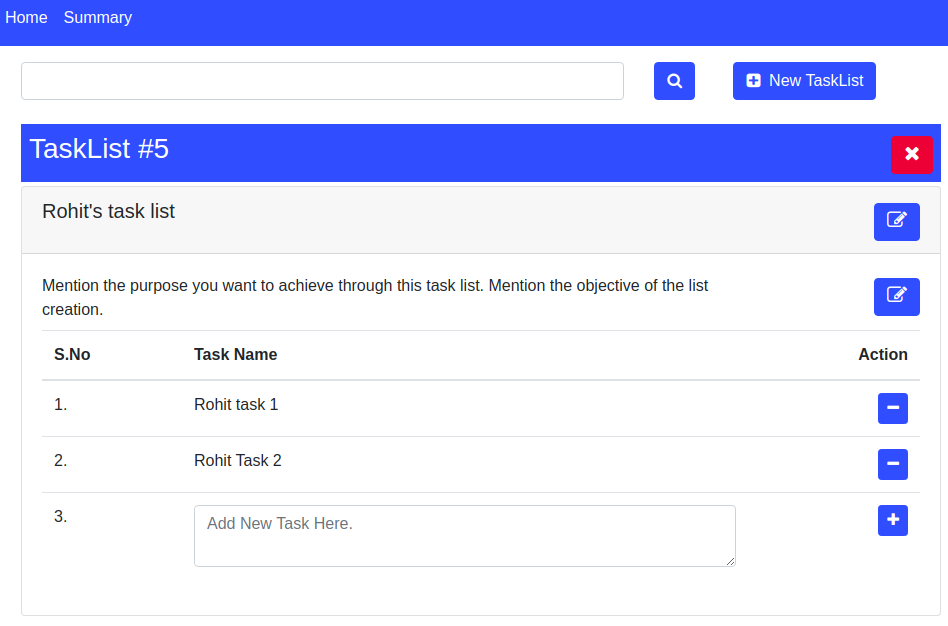 Home Summary
New TaskList
TaskList #5
Rohit's task list
Mention the purpose you want to achieve through this task list. Mention the objective of the list
creation.
S.No Task Name Action
1. Rohit task 1
2. Rohit Task 2
3. Add New Task Here.